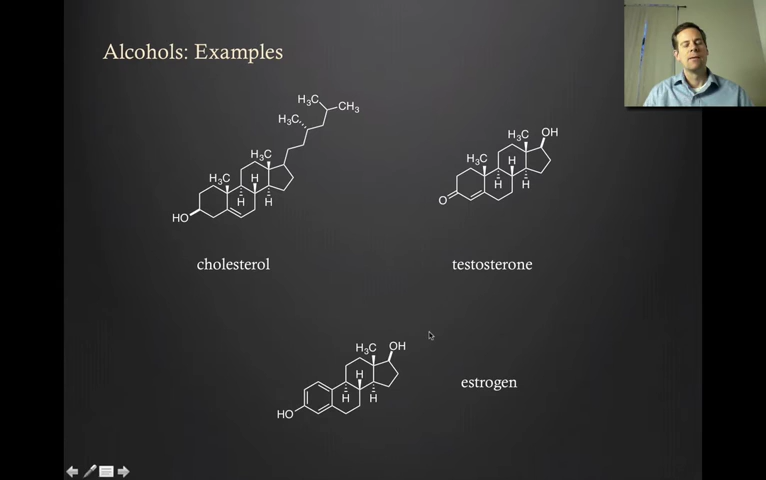 Alcohols: Examples
H₃C
CH₃
H₃C
H₃C
H₃C
H
H
H
HO
cholesterol
H₃C
OH
H₃C
H
H
H
O
testosterone
H₃C
OH
H
H
H
HO
estrogen